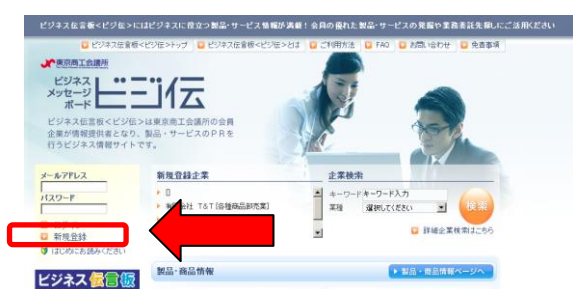 ビジネス伝言板<ビジ伝>にはビジネスに役立つ製品・サービス情報が満載！会員の優れた製品・サービスの発掘や業務委託先探しにご活用ください
ビジネス伝言板<ビジ伝>トップ ビジネス伝言板<ビジ伝>とは ご利用方法 FAQ お問い合わせ 免責事項
東京商工会議所
ビジネス
メッセージ
ボード
ビジ伝
ビジネス伝言板<ビジ伝>は東京商工会議所の会員
企業が情報提供者となり、製品・サービスのPRを
行うビジネス情報サイトです。
メールアドレス
パスワード
新規登録
はじめにお読みください
ビジネス伝言板
新規登録企業
会社 T&T [各種商品卸売業]
企業検索
キーワード キーワード入力
業種 選択してください
検索
詳細企業検索はこちら
製品・商品情報
製品・商品情報ページへ